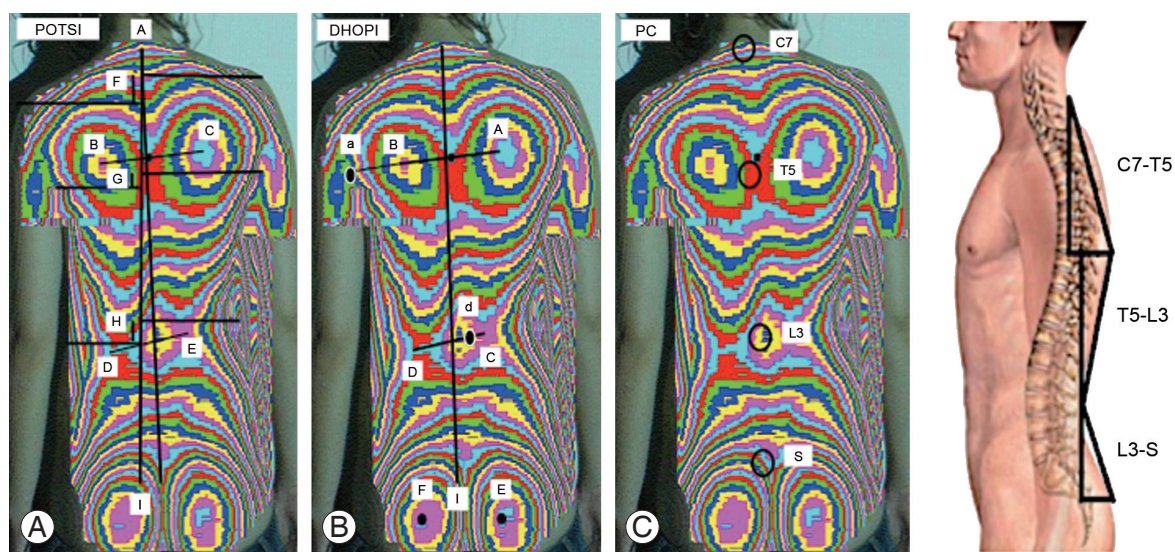 POTSI
A
F
B
C
G
H
E
D
I
A
DHOPI
A
B
a
d
C
D
F
I
E
B
PC
C7
T5
L3
S
C
C7-T5
T5-L3
L3-S